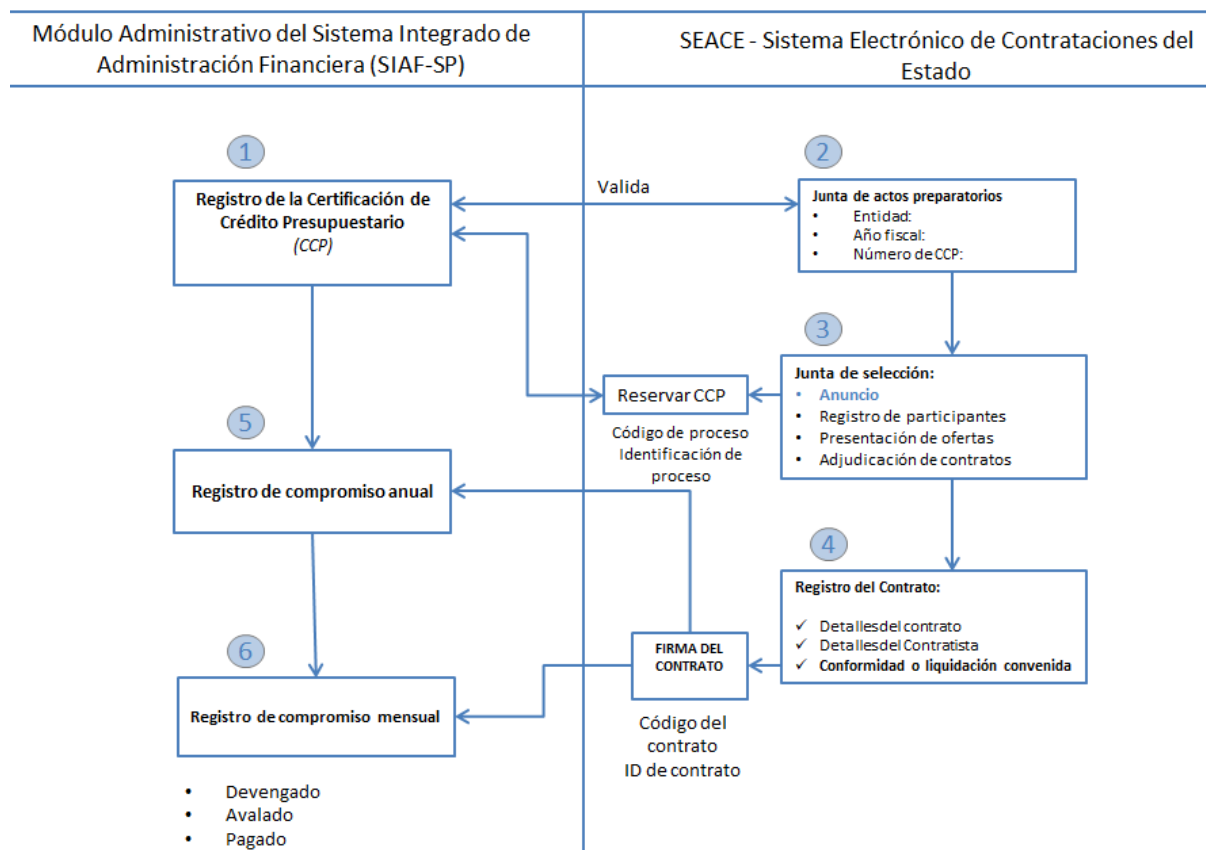 Módulo Administrativo del Sistema Integrado de
Administración Financiera (SIAF-SP)
SEACE - Sistema Electrónico de Contrataciones del
Estado
1
Registro de la Certificación de
Crédito Presupuestario
(CCP)
Valida
2
Junta de actos preparatorios
• Entidad:
• Año fiscal:
• Número de CCP:
3
Junta de selección:
• Anuncio
• Registro de participantes
• Presentación de ofertas
• Adjudicación de contratos
Reservar CCP
Código de proceso
Identificación de
proceso
5
Registro de compromiso anual
4
Registro del Contrato:
✓ Detallesdel contrato
✓ Detallesdel Contratista
✓ Conformidad o liquidación convenida
FIRMA DEL
CONTRATO
Código del
contrato
ID de contrato
6
Registro de compromiso mensual
• Devengado
• Avalado
• Pagado